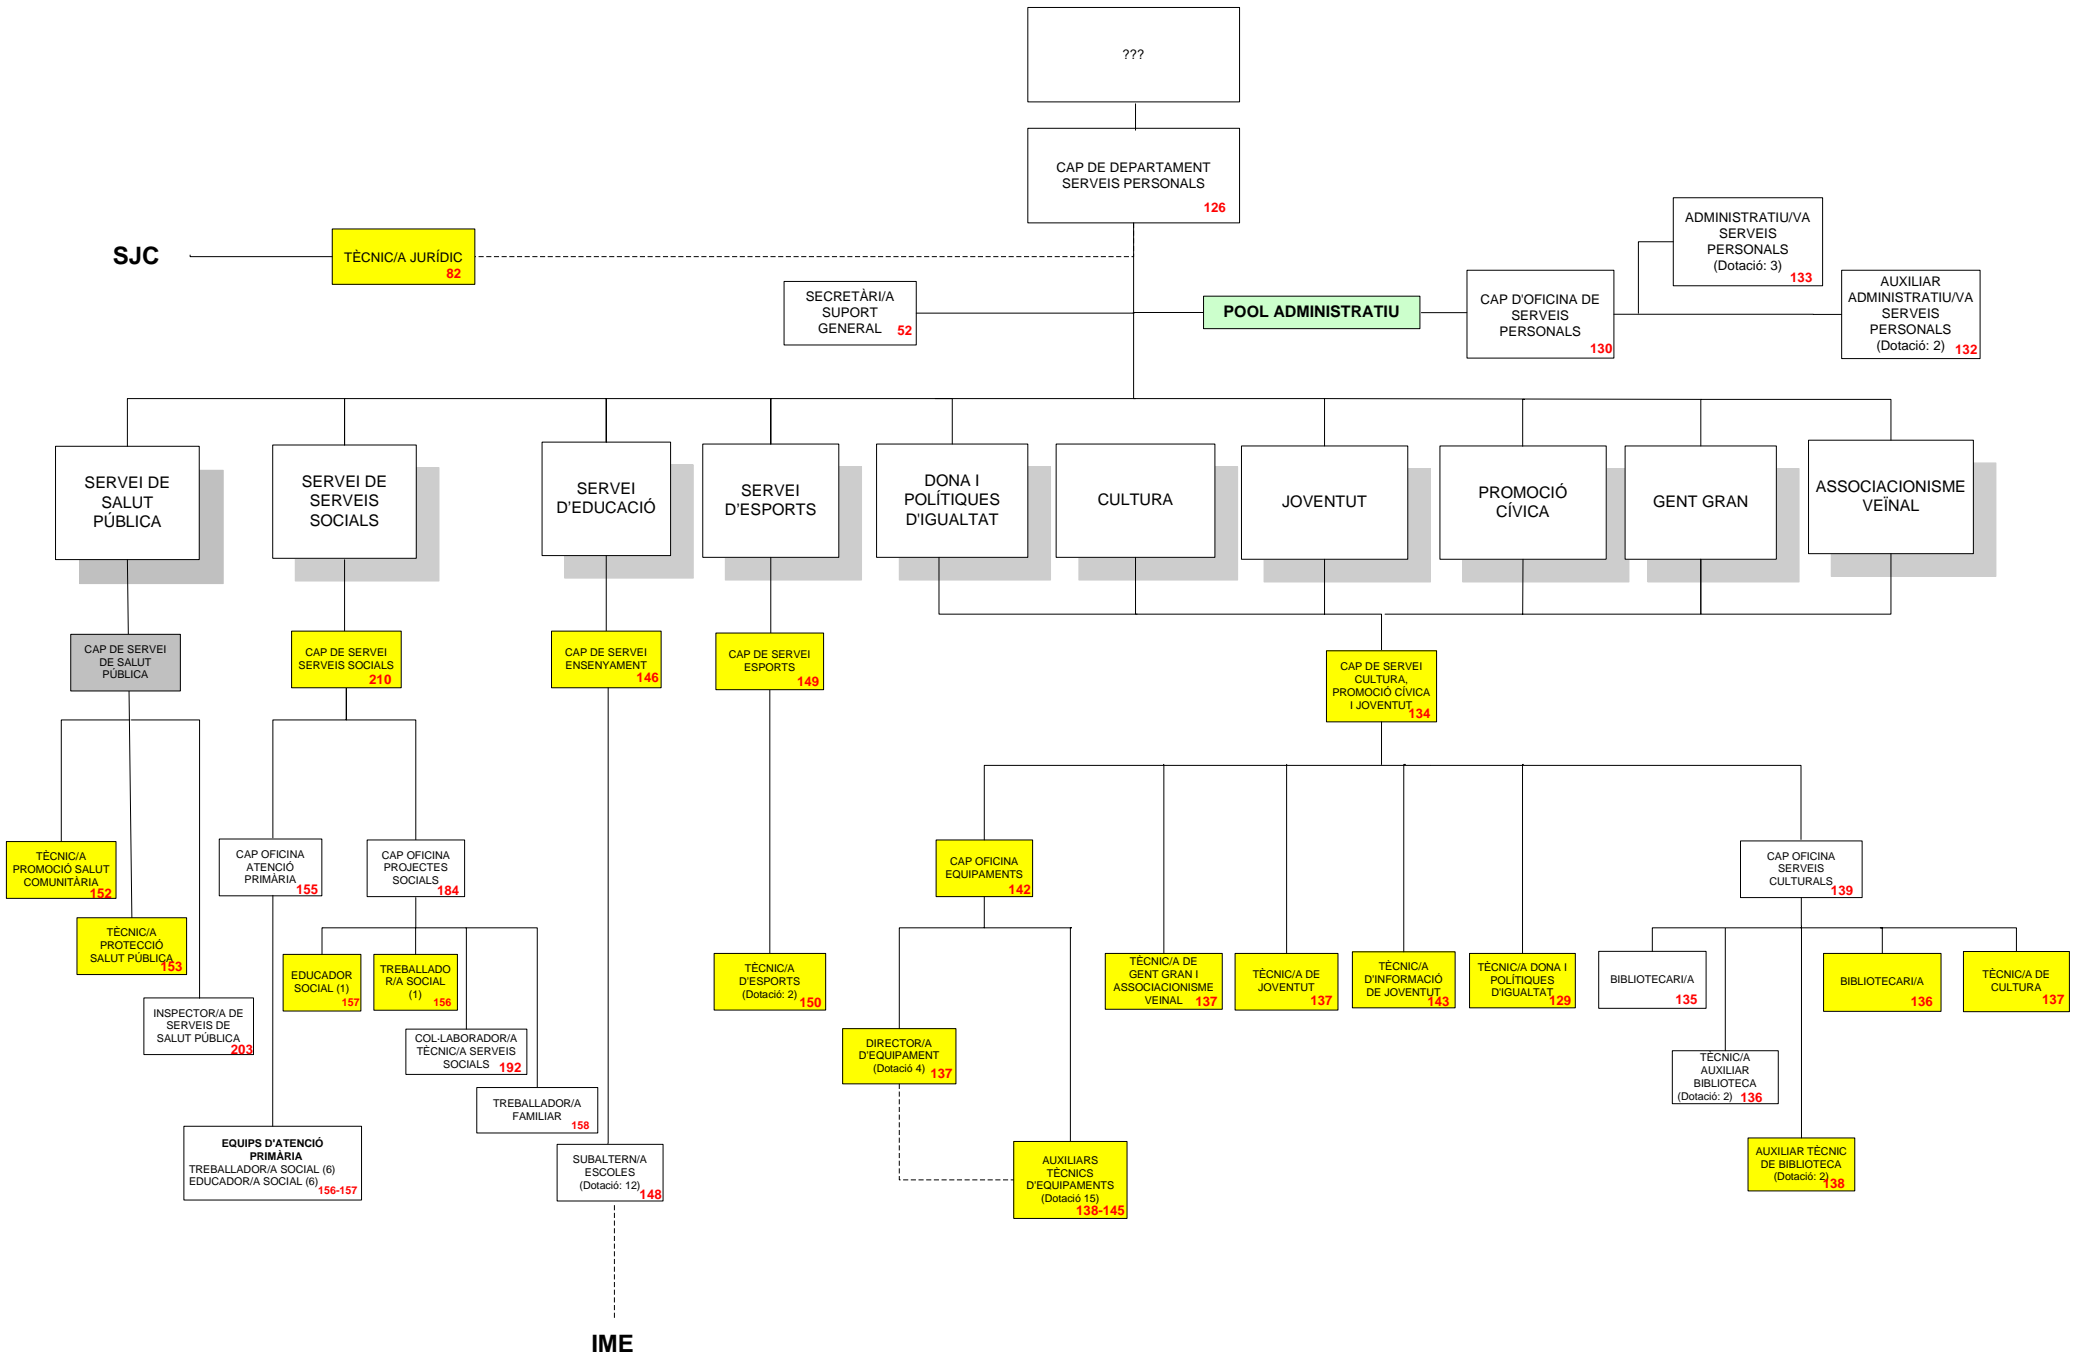 ???
CAP DE DEPARTAMENT
SERVEIS PERSONALS
126
SJC
TÈCNIC/A JURÍDIC
82
SECRETÀRI/A
SUPORT
GENERAL
52
POOL ADMINISTRATIU
CAP D'OFICINA DE
SERVEIS
PERSONALS
130
ADMINISTRATIU/VA
SERVEIS
PERSONALS
(Dotació: 3)
133
AUXILIAR
ADMINISTRATIU/VA
SERVEIS
PERSONALS
(Dotació: 2)
132
SERVEI DE
SALUT
PÚBLICA
SERVEI DE
SERVEIS
SOCIALS
SERVEI
D'EDUCACIÓ
SERVEI
D'ESPORTS
DONA I
POLÍTIQUES
D'IGUALTAT
CULTURA
JOVENTUT
PROMOCIÓ
CÍVICA
GENT GRAN
ASSOCIACIONISME
VEÏNAL
CAP DE SERVEI
DE SALUT
PÚBLICA
CAP DE SERVEI
SERVEIS SOCIALS
210
CAP DE SERVEI
ENSENYAMENT
146
CAP DE SERVEI
ESPORTS
149
CAP DE SERVEI
CULTURA,
PROMOCIÓ CÍVICA
I JOVENTUT
134
TÈCNIC/A
PROMOCIÓ SALUT
COMUNITÀRIA
152
TÈCNIC/A
PROTECCIÓ
SALUT PÚBLICA
153
INSPECTOR/A DE
SERVEIS DE
SALUT PÚBLICA
203
CAP OFICINA
ATENCIÓ
PRIMÀRIA
155
CAP OFICINA
PROJECTES
SOCIALS
184
EDUCADOR
SOCIAL (1)
157
TREBALLADO
R/A SOCIAL
(1)
156
COL-LABORADOR/A
TÈCNIC/A SERVEIS
SOCIALS
192
TREBALLADOR/A
FAMILIAR
158
EQUIPS D'ATENCIÓ
PRIMÀRIA
TREBALLADOR/A SOCIAL (6)
EDUCADOR/A SOCIAL (6)
156-157
SUBALTERN/A
ESCOLES
(Dotació: 12)
148
IME
TÈCNIC/A
D'ESPORTS
(Dotació: 2)
150
CAP OFICINA
EQUIPAMENTS
142
DIRECTOR/A
D'EQUIPAMENT
(Dotació 4)
137
AUXILIARS
TÈCNICS
D'EQUIPAMENTS
(Dotació 15)
138-145
TÈCNIC/A DE
GENT GRAN I
ASSOCIACIONISME
VEINAL
137
TÈCNIC/A DE
JOVENTUT
137
TÈCNIC/A
D'INFORMACIÓ
DE JOVENTUT
143
TÈCNIC/A DONA I
POLÍTIQUES
D'IGUALTAT
129
CAP OFICINA
SERVEIS
CULTURALS
139
BIBLIOTECARI/A
135
TÈCNIC/A
AUXILIAR
BIBLIOTECA
(Dotació: 2)
136
AUXILIAR TÈCNIC
DE BIBLIOTECA
(Dotació: 2)
138
BIBLIOTECARI/A
136
TÈCNIC/A DE
CULTURA
137